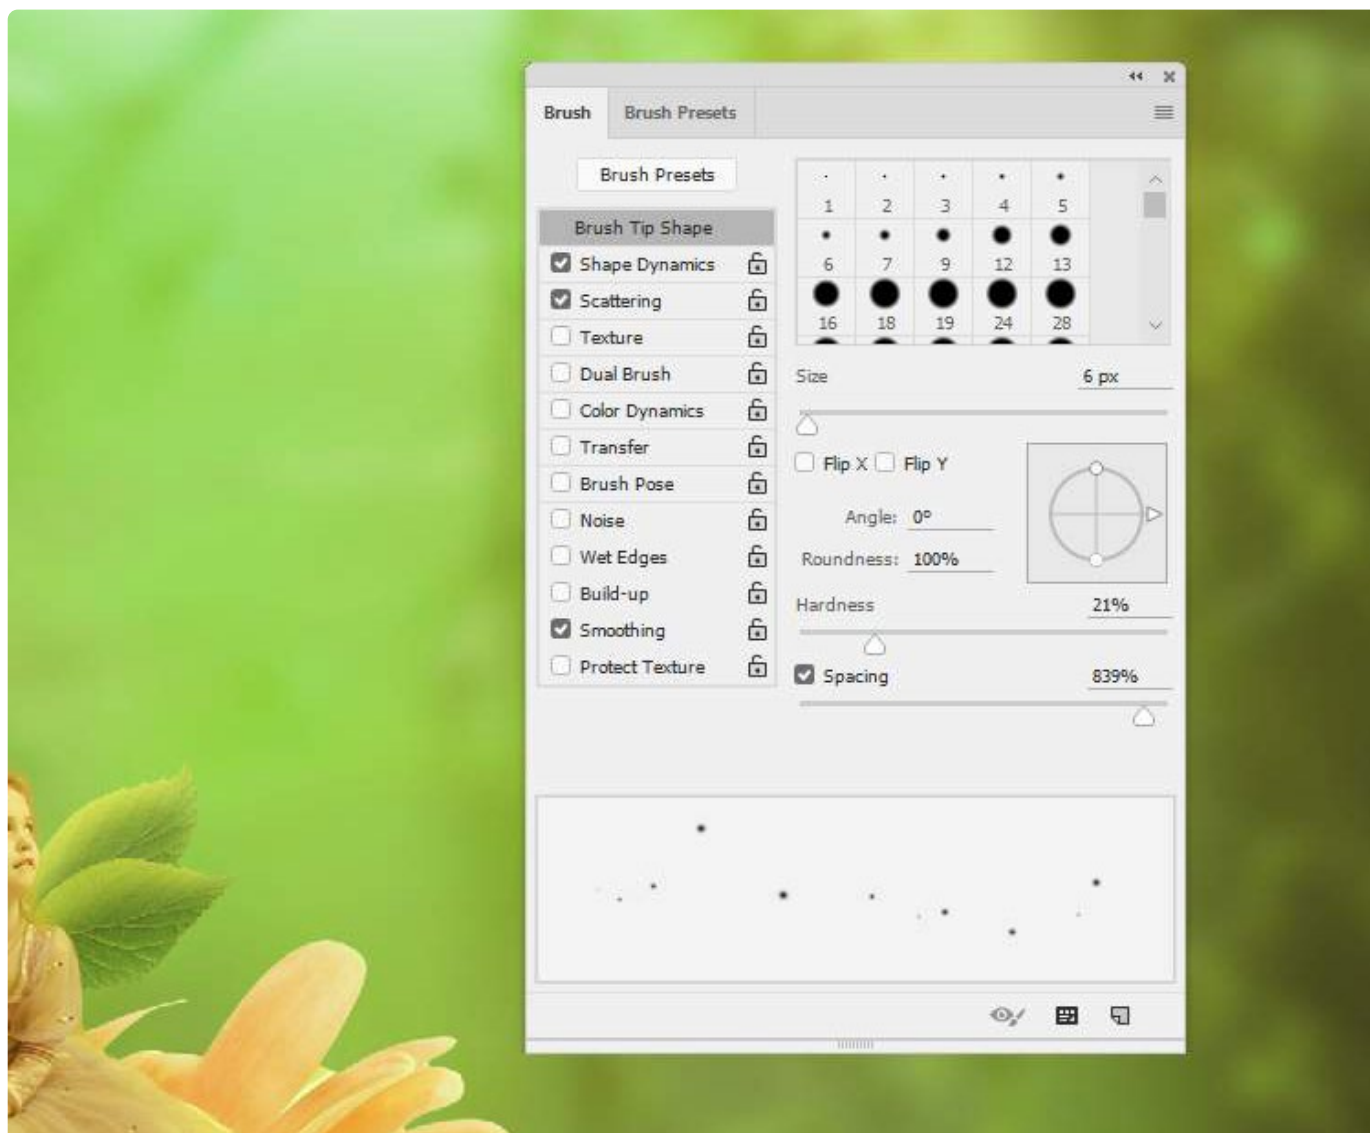 Brush Brush Presets
Brush Presets
Brush Tip Shape
Shape Dynamics
Scattering
Texture
Dual Brush
Color Dynamics
Transfer
Brush Pose
Noise
Wet Edges
Build-up
Smoothing
Protect Texture
1 2 3 4 5
6 7 9 12 13
16 18 19 24 28
Size 6 px
Flip X Flip Y
Angle: 0º
Roundness: 100%
Hardness 21%
Spacing 839%